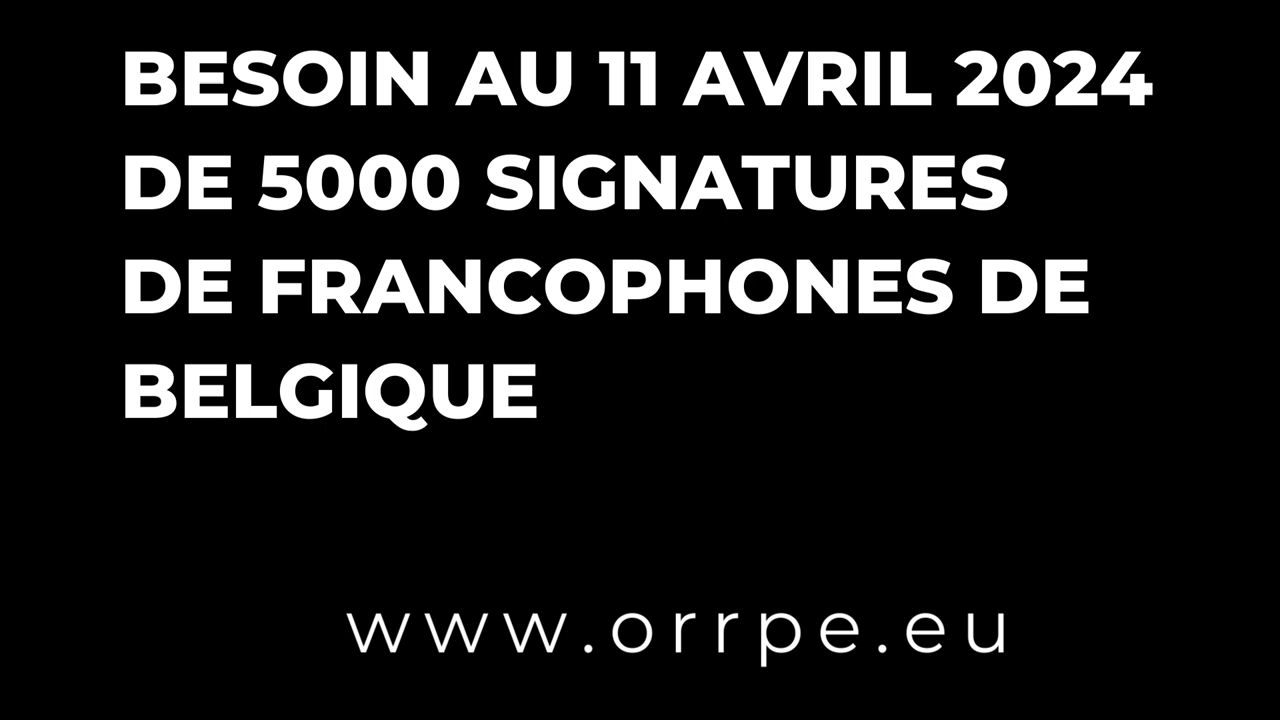 BESOIN AU 11 AVRIL 2024
DE 5000 SIGNATURES
DE FRANCOPHONES DE
BELGIQUE
www.orrpe.eu